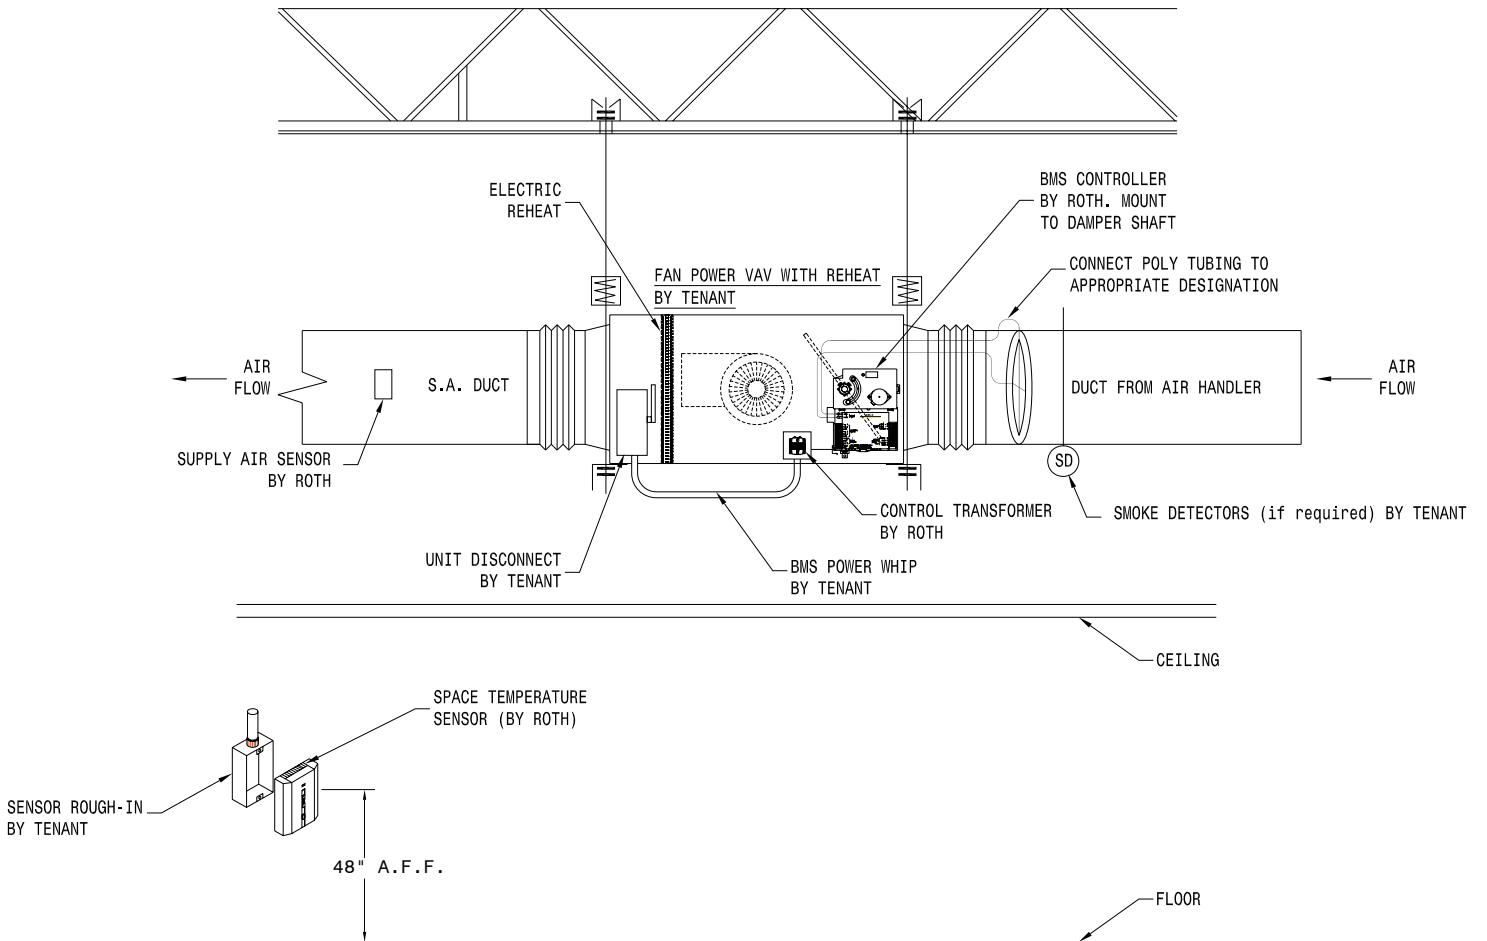 ELECTRIC
REHEAT
BMS CONTROLLER
BY ROTH. MOUNT
TO DAMPER SHAFT
FAN POWER VAV WITH REHEAT
BY TENANT
CONNECT POLY TUBING TO
APPROPRIATE DESIGNATION
AIR
FLOW
S.A. DUCT
DUCT FROM AIR HANDLER
AIR
FLOW
SUPPLY AIR SENSOR
BY ROTH
SD
CONTROL TRANSFORMER
BY ROTH
SMOKE DETECTORS (if required) BY TENANT
UNIT DISCONNECT
BY TENANT
BMS POWER WHIP
BY TENANT
CEILING
SPACE TEMPERATURE
SENSOR (BY ROTH)
SENSOR ROUGH-IN
BY TENANT
48" A.F.F.
FLOOR